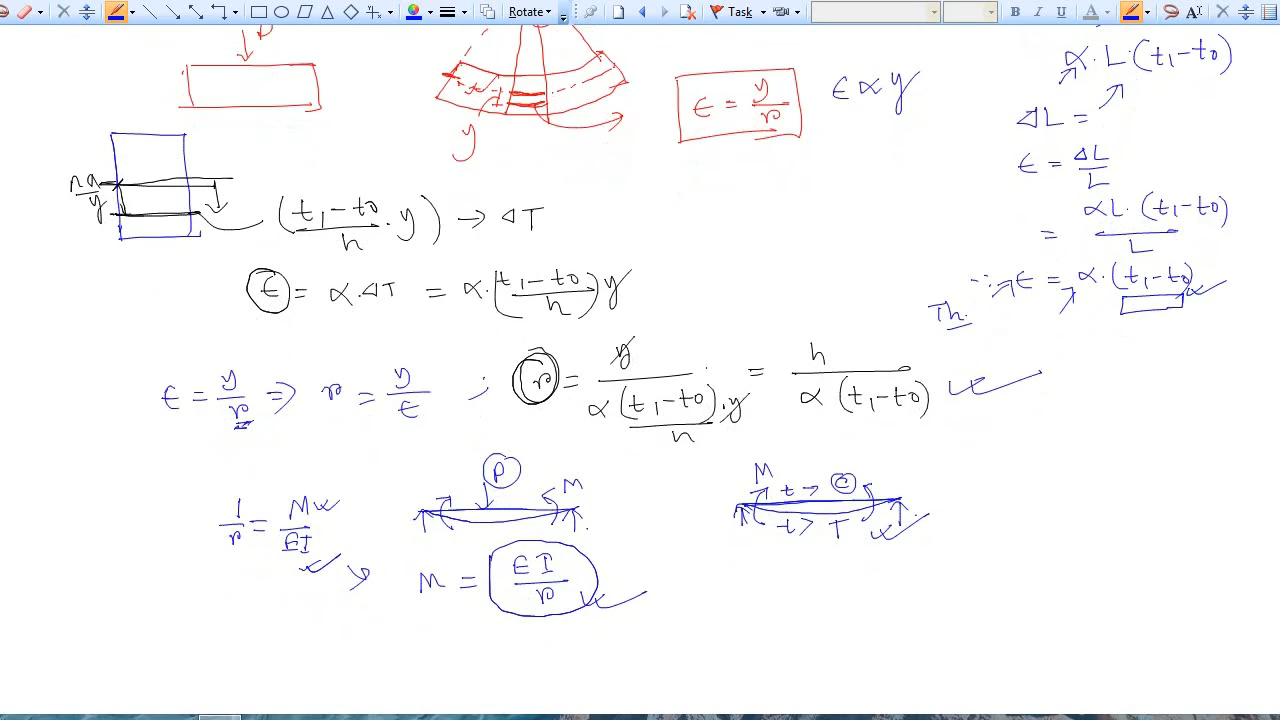 Rotate
Task
B I U
A
α·L·(t₁-t0)
ΔL =
ε = ΔL/L
= αL·(t₁-t0)/L
∴ ε = α·(t₁-t0)
Th.
ε = y/r
ε ∝ y
y
na
y
((t₁-t0)/h · y) → ΔT
ε = α·ΔT = α·((t₁-t0)/h) y
ε = y/r ⇒ r = y/ε ; r = y/(α (t₁-t0)/h · y) = h/(α (t₁-t0))
P
M
M t → C
t > T
1/r = M/EI
M = EI/r